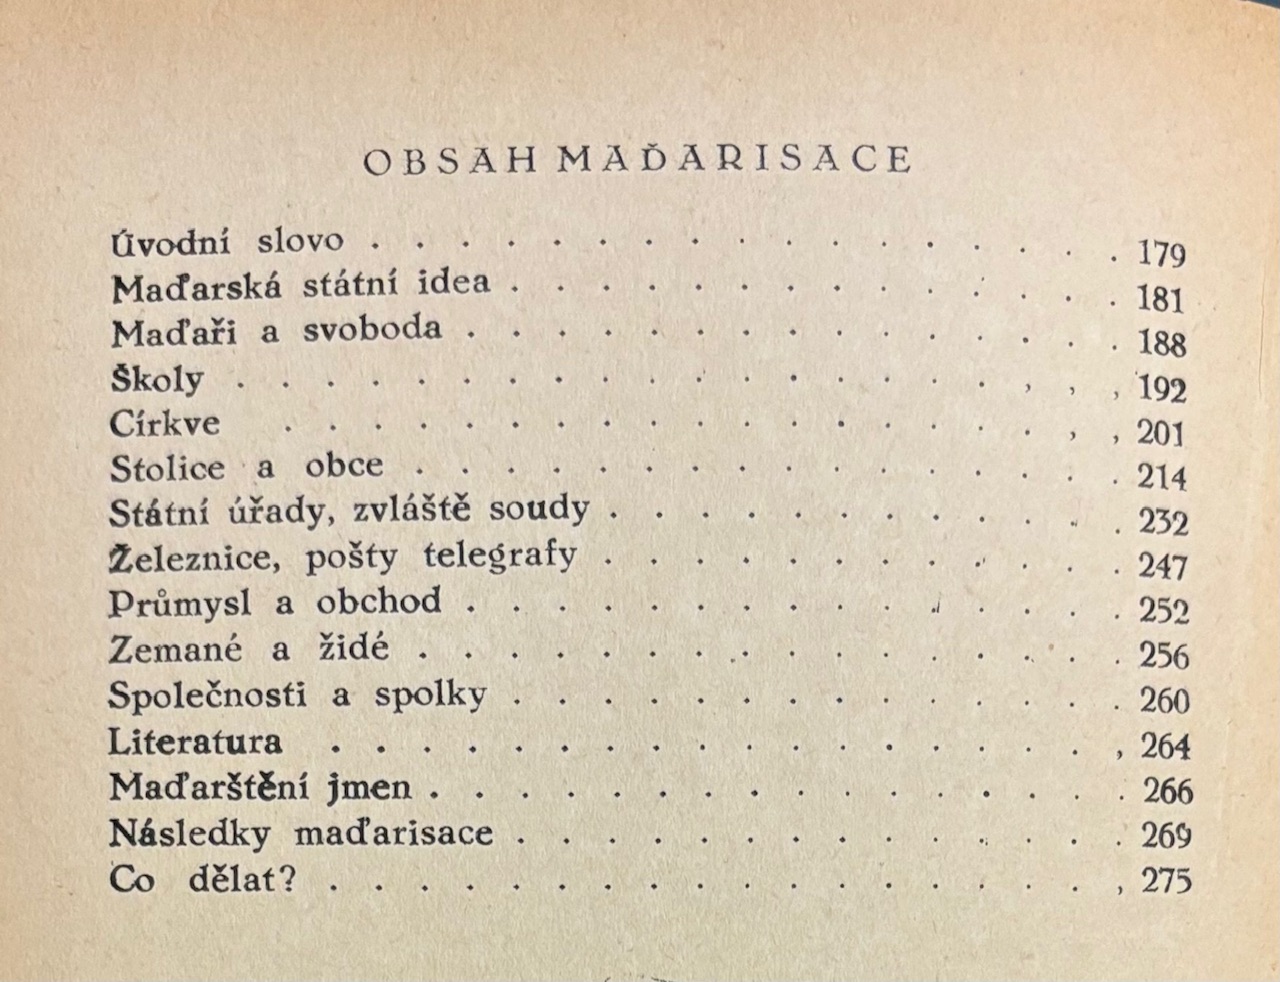 OBSAH MAĎARISACE
Úvodní slovo . . . . . . . . . . . . . . . . . 179
Maďarská státní idea . . . . . . . . . . . . . . 181
Maďaři a svoboda . . . . . . . . . . . . . . . 188
Školy . . . . . . . . . . . . . . . . . , , , 192
Církve . . . . . . . . . . . . . . . . . , , 201
Stolice a obce . . . . . . . . . . . . . . . . 214
Státní úřady, zvláště soudy . . . . . . . . . . . . 232
Železnice, pošty telegrafy . . . . . . . . . . . . 247
Průmysl a obchod . . . . . . . . . . . . . . . 252
Zemané a židé . . . . . . . . . . . . . . . . 256
Společnosti a spolky . . . . . . . . . . . . . . 260
Literatura . . . . . . . . . . . . . . . . . , 264
Maďarštění jmen . . . . . . . . . . . . . . . . 266
Následky maďarisace . . . . . . . . . . . . . . 269
Co dělat? . . . . . . . . . . . . . . . . . , 275